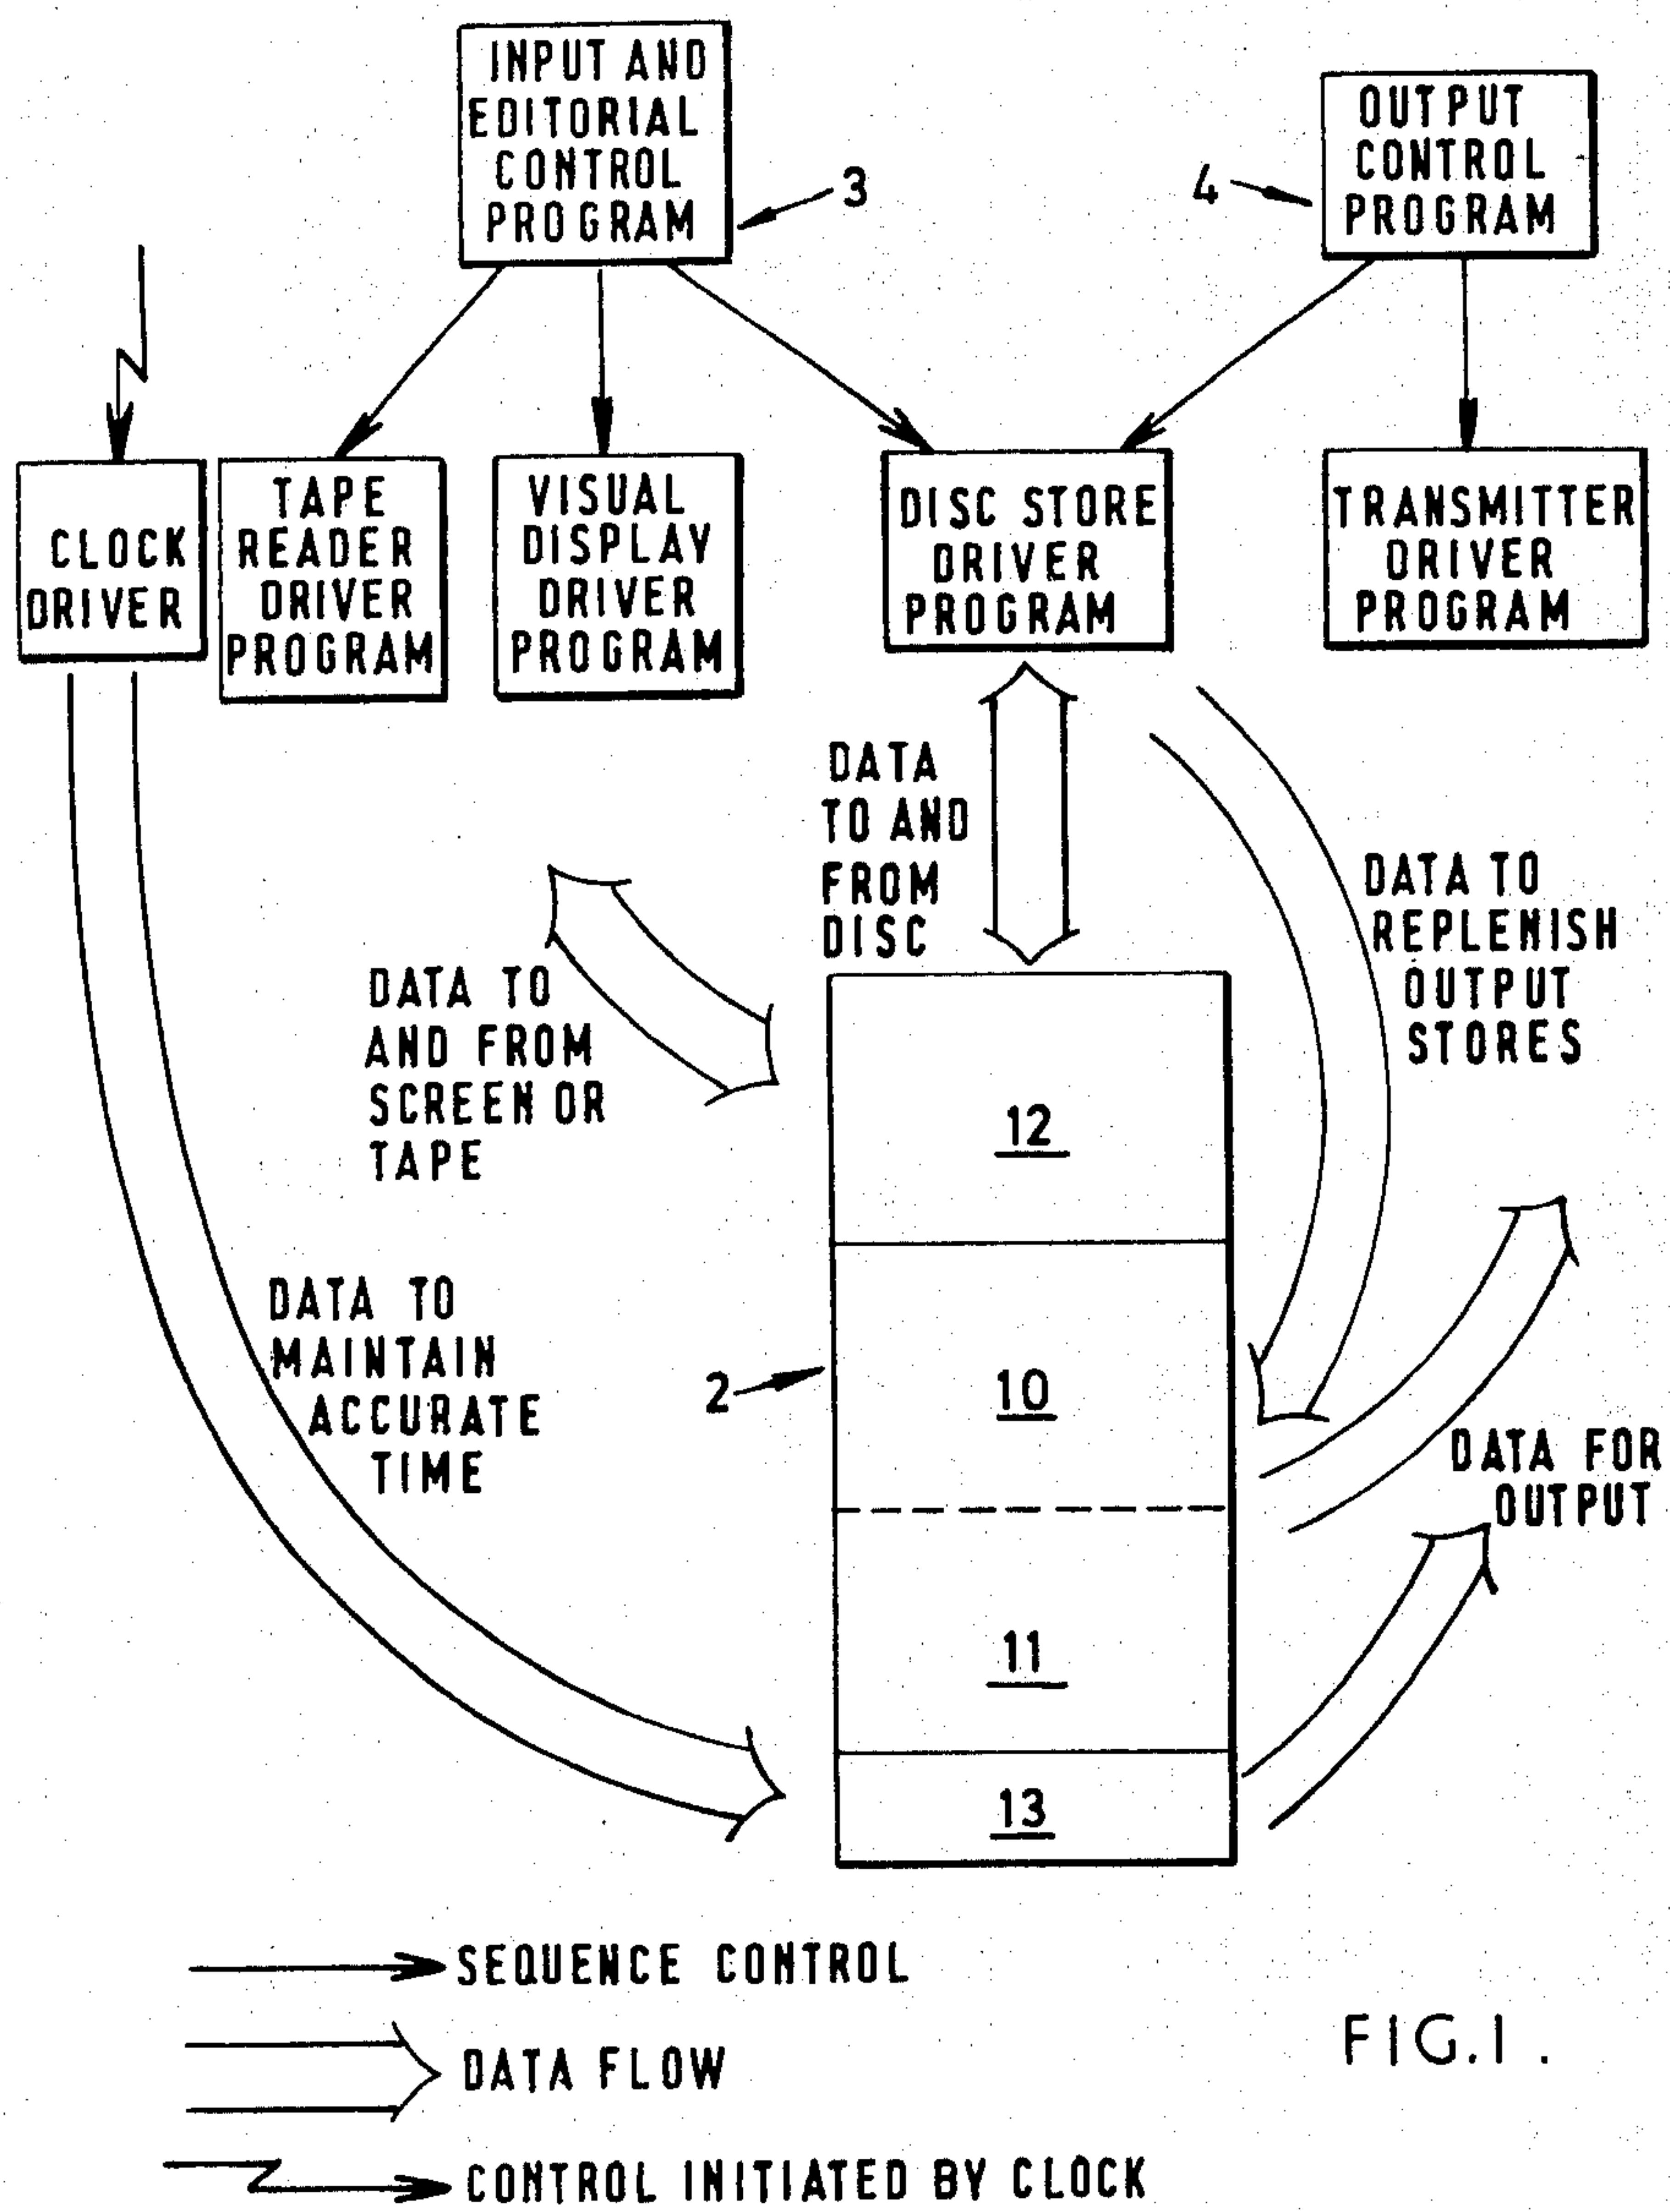 INPUT AND
EDITORIAL
CONTROL
PROGRAM
3
OUTPUT
CONTROL
PROGRAM
4
CLOCK
DRIVER
TAPE
READER
DRIVER
PROGRAM
VISUAL
DISPLAY
DRIVER
PROGRAM
DISC STORE
DRIVER
PROGRAM
TRANSMITTER
DRIVER
PROGRAM
DATA
TO AND
FROM
DISC
DATA TO
REPLENISH
OUTPUT
STORES
DATA TO
AND FROM
SCREEN OR
TAPE
12
DATA TO
MAINTAIN
ACCURATE
TIME
2
10
DATA FOR
OUTPUT
11
13
SEQUENCE CONTROL
DATA FLOW
CONTROL INITIATED BY CLOCK
FIG.1.